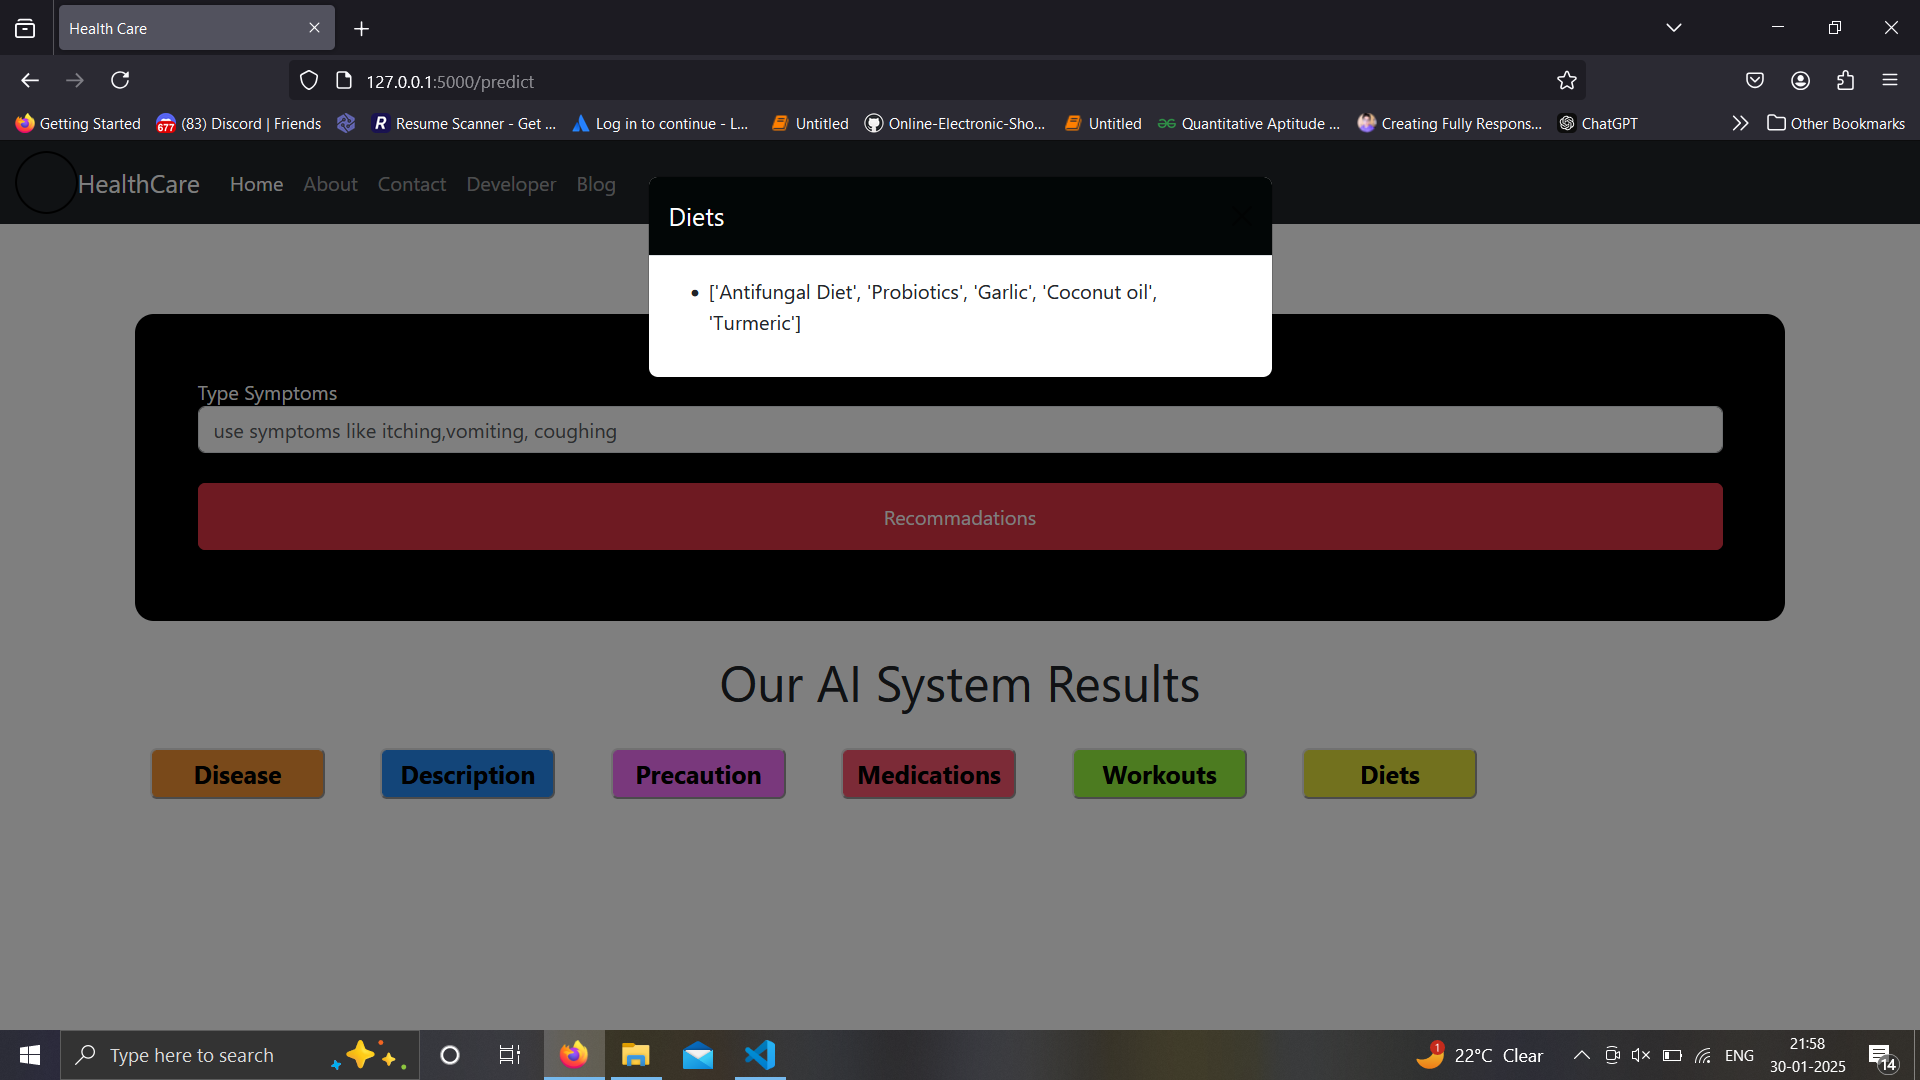 Health Care
127.0.0.1:5000/predict
Getting Started
677
(83) Discord | Friends
R
Resume Scanner - Get ...
Log in to continue - L...
Untitled
Online-Electronic-Sho...
Untitled
Quantitative Aptitude ...
Creating Fully Respons...
ChatGPT
Other Bookmarks
HealthCare
Home
About
Contact
Developer
Blog
Diets
['Antifungal Diet', 'Probiotics', 'Garlic', 'Coconut oil',
'Turmeric']
Type Symptoms
use symptoms like itching,vomiting, coughing
Recommadations
Our AI System Results
Disease
Description
Precaution
Medications
Workouts
Diets
Type here to search
1
22°C Clear
ENG
21:58
30-01-2025
14